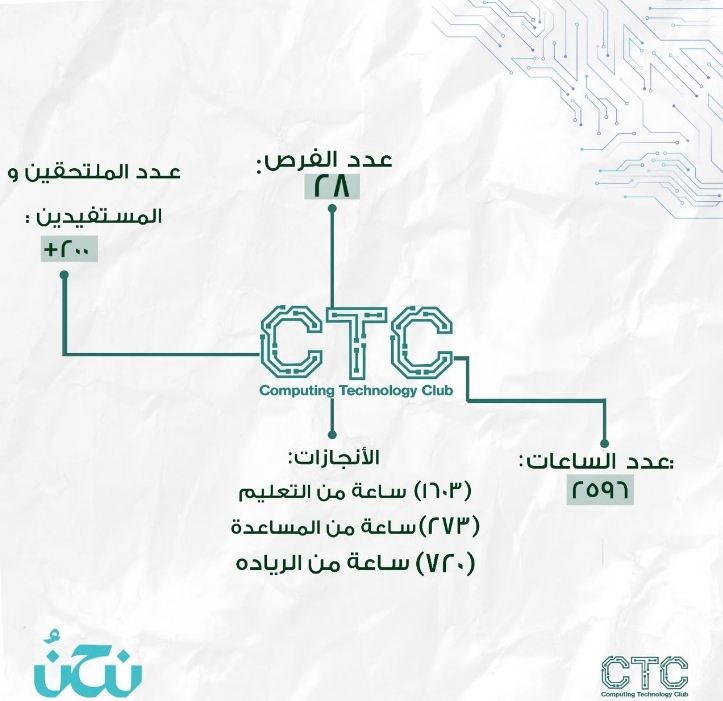 عدد الفرص:
٢٨
عدد الملتحقين و
المستفيدين :
+٢٠٠
CTC
Computing Technology Club
:عدد الساعات:
٢٥٩٦
الأنجازات:
(١٦٠٣) ساعة من التعليم
(٢٧٣) ساعة من المساعدة
(٧٢٠) ساعة من الرياده
نحنُ
CTC
Computing Technology Club